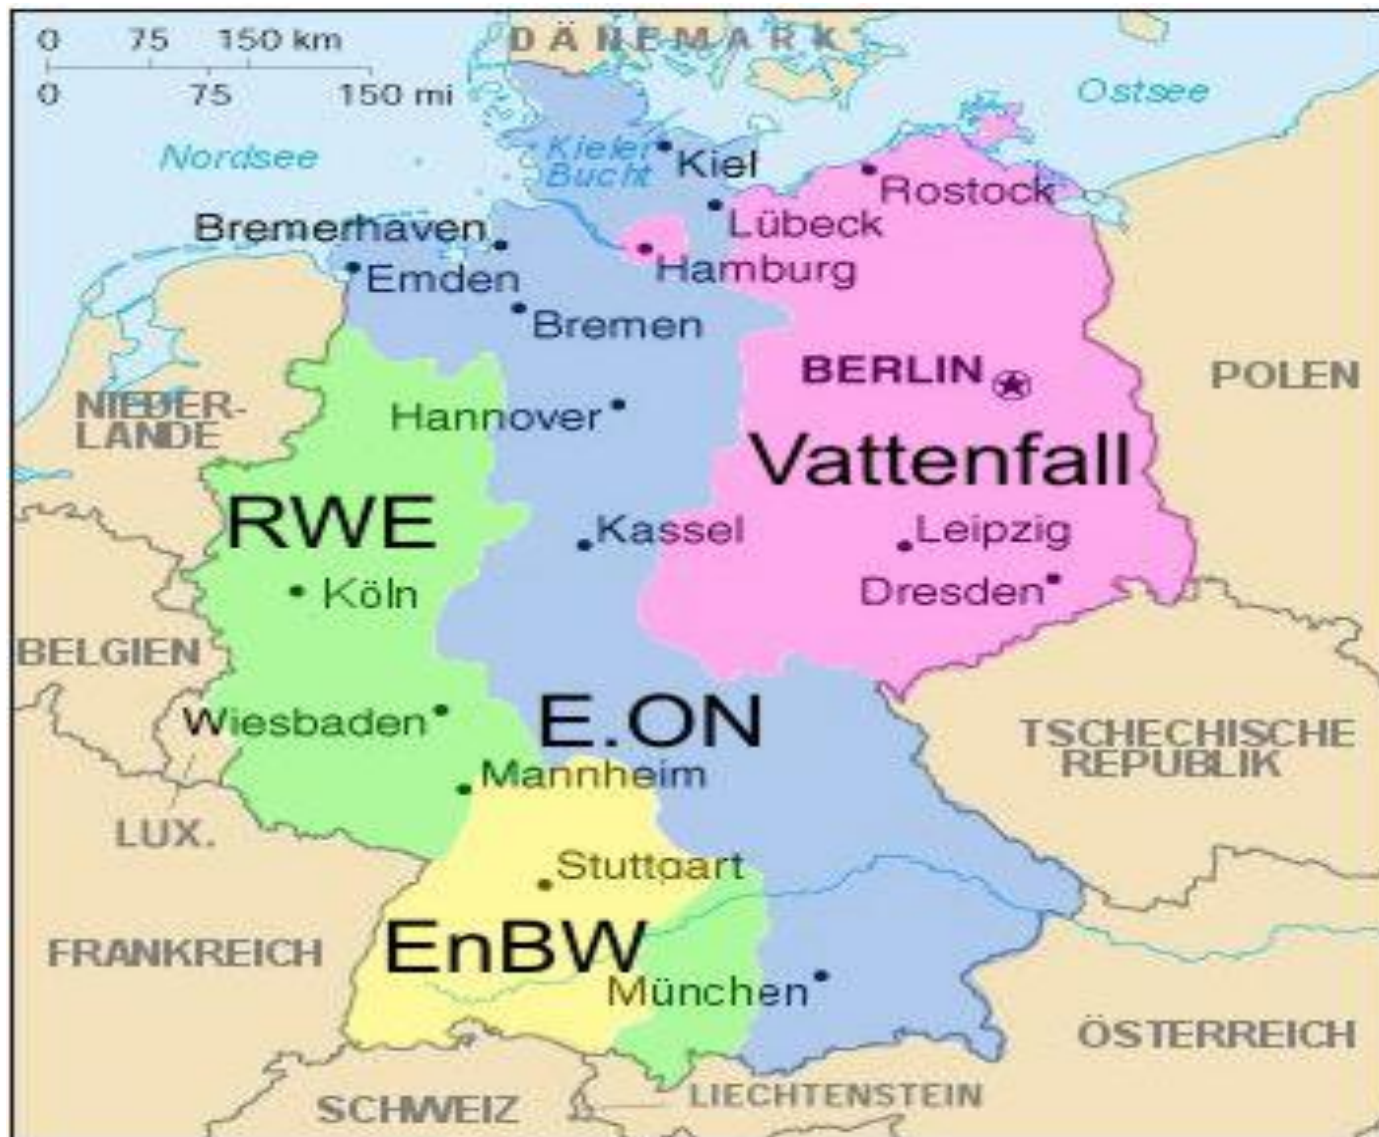 0 75 150 km
0 75 150 mi
DÄNEMARK
Ostsee
Nordsee
Kieler
Bucht
Kiel
Rostock
Lübeck
Bremerhaven
Hamburg
Emden
Bremen
BERLIN
POLEN
NIEDER-
LANDE
Hannover
Vattenfall
RWE
Kassel
Leipzig
Köln
Dresden
BELGIEN
Wiesbaden
E.ON
TSCHECHISCHE
REPUBLIK
Mannheim
LUX.
Stuttgart
FRANKREICH
EnBW
München
ÖSTERREICH
LIECHTENSTEIN
SCHWEIZ